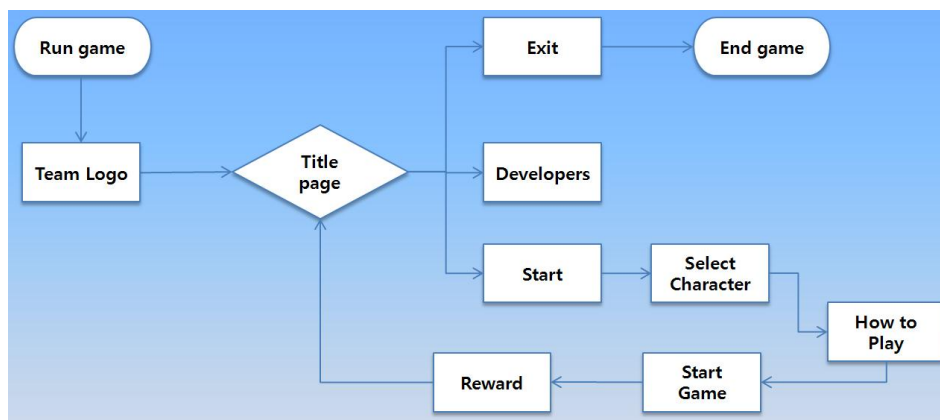 Run game
Exit
End game
Team Logo
Title
page
Developers
Start
Select
Character
How to
Play
Start
Game
Reward